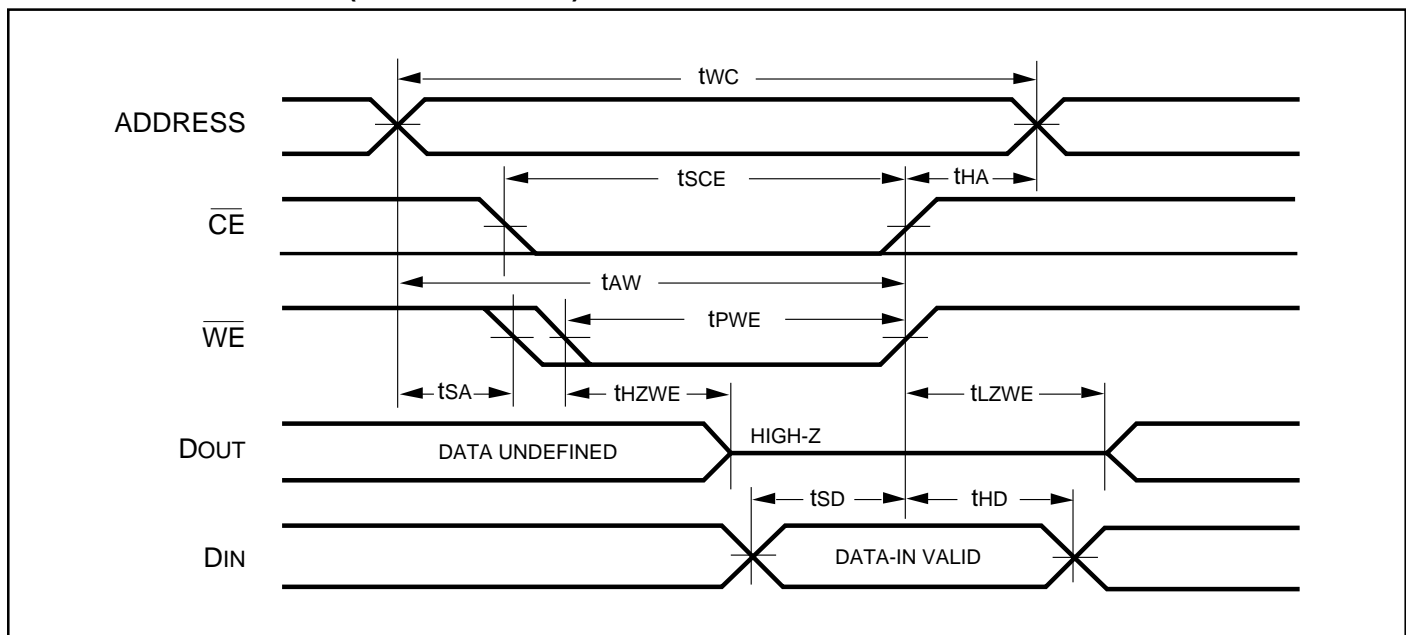 tWC
ADDRESS
tSCE
tHA
CE
tAW
tPWE
WE
tSA
tHZWE
tLZWE
HIGH-Z
DOUT
DATA UNDEFINED
tSD
tHD
DIN
DATA-IN VALID